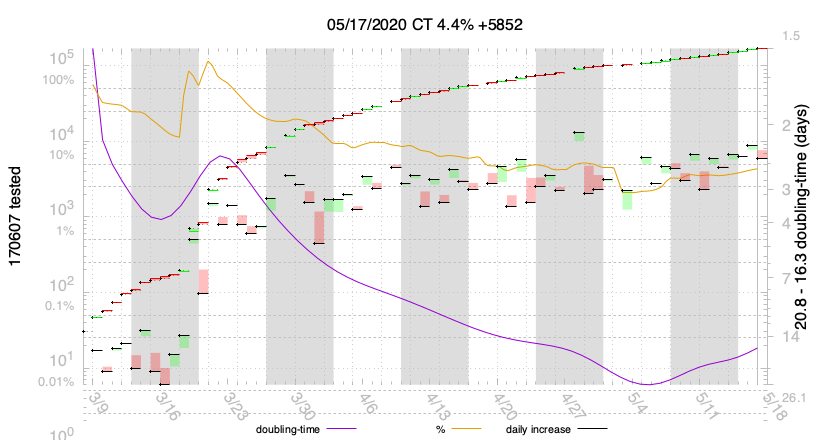 05/17/2020 CT 4.4% +5852
10^5 1.5
100%
10^4 2
10%
10^3 3
1% 4
10^2 7
0.1%
10^1 14
0.01% 26.1
10^0
170607 tested
20.8 - 16.3 doubling-time (days)
3/9 3/16 3/23 3/30 4/6 4/13 4/20 4/27 5/4 5/11 5/18
doubling-time % daily increase